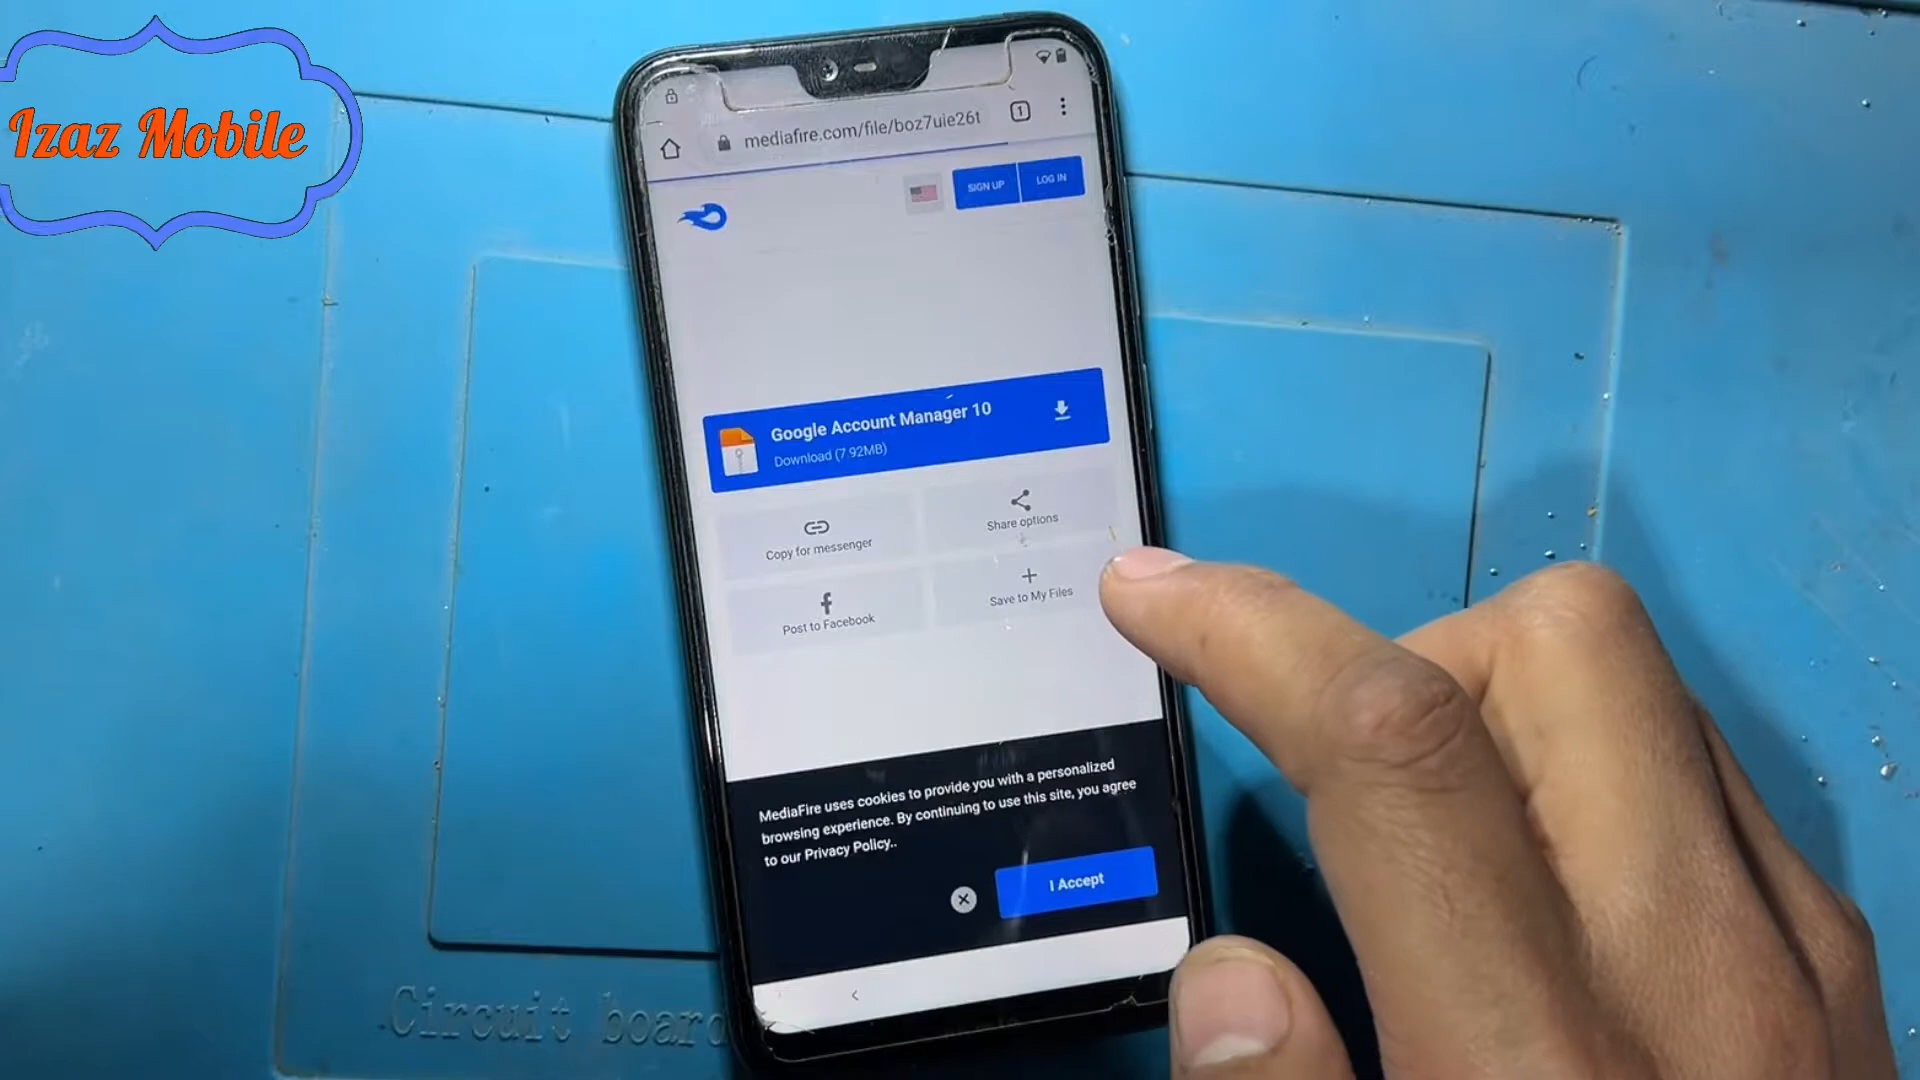 Izaz Mobile
mediafire.com/file/boz7uie26t
1
SIGN UP
LOG IN
Google Account Manager 10
Download (7.92MB)
Copy for messenger
Share options
Post to Facebook
Save to My Files
MediaFire uses cookies to provide you with a personalized
browsing experience. By continuing to use this site, you agree
to our Privacy Policy..
I Accept
Circuit board